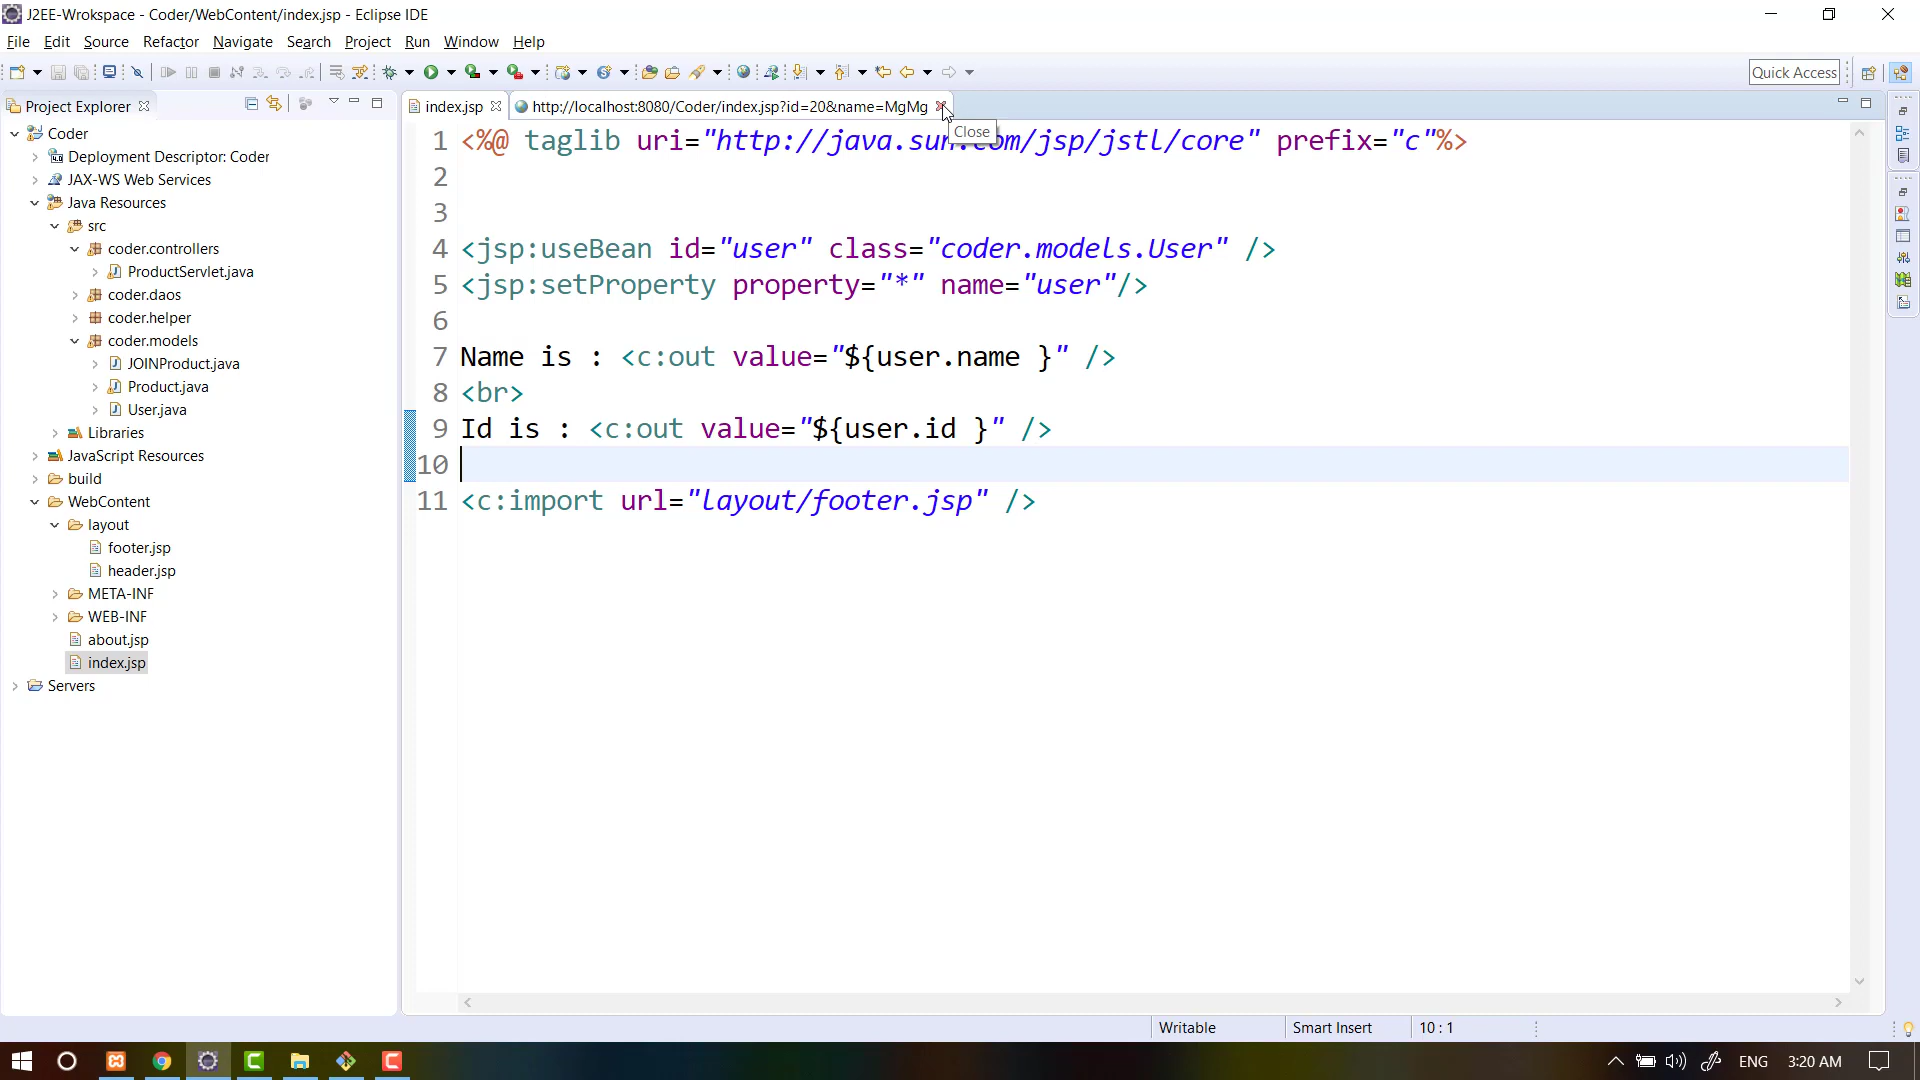 J2EE-Wrokspace - Coder/WebContent/index.jsp - Eclipse IDE
File Edit Source Refactor Navigate Search Project Run Window Help
Quick Access
Project Explorer
index.jsp
http://localhost:8080/Coder/index.jsp?id=20&name=MgMg
Close
Coder
Deployment Descriptor: Coder
JAX-WS Web Services
Java Resources
src
coder.controllers
ProductServlet.java
coder.daos
coder.helper
coder.models
JOINProduct.java
Product.java
User.java
Libraries
JavaScript Resources
build
WebContent
layout
footer.jsp
header.jsp
META-INF
WEB-INF
about.jsp
index.jsp
Servers
1 <%@ taglib uri="http://java.sun.com/jsp/jstl/core" prefix="c"%>
2
3
4 <jsp:useBean id="user" class="coder.models.User" />
5 <jsp:setProperty property="*" name="user"/>
6
7 Name is : <c:out value="${user.name }" />
8 <br>
9 Id is : <c:out value="${user.id }" />
10
11 <c:import url="layout/footer.jsp" />
Writable Smart Insert 10 : 1
ENG 3:20 AM